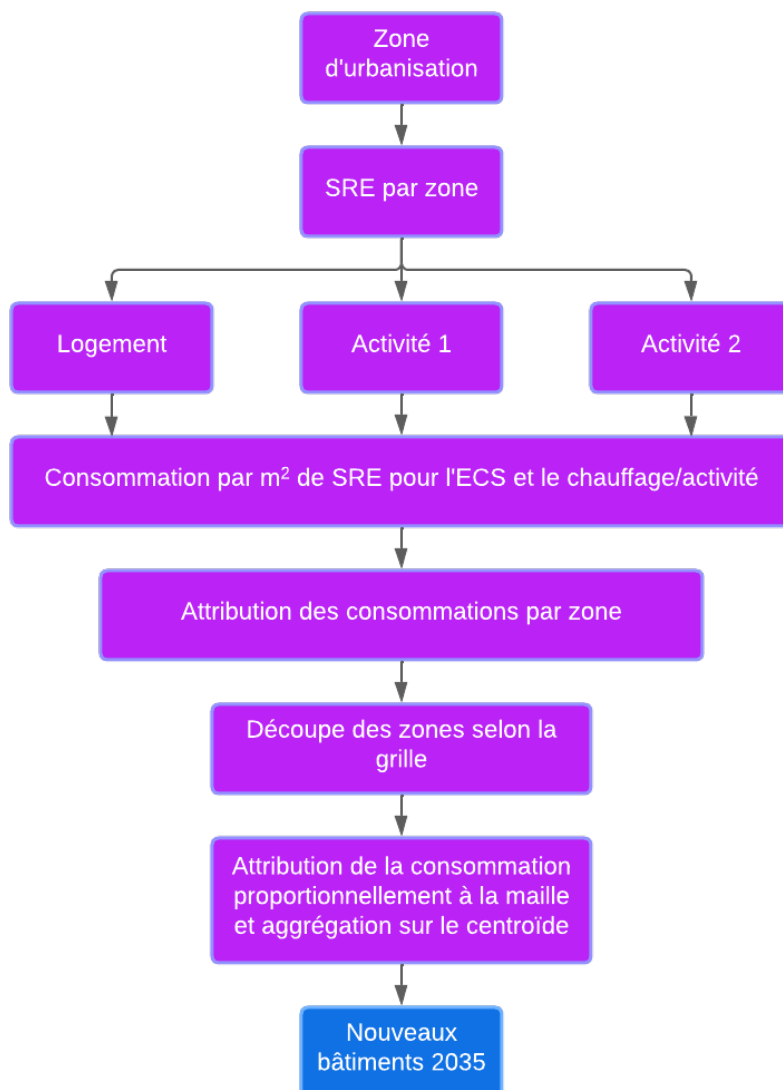 Zone
d'urbanisation
SRE par zone
Logement
Activité 1
Activité 2
Consommation par m² de SRE pour l'ECS et le chauffage/activité
Attribution des consommations par zone
Découpe des zones selon la
grille
Attribution de la consommation
proportionnellement à la maille
et aggrégation sur le centroïde
Nouveaux
bâtiments 2035